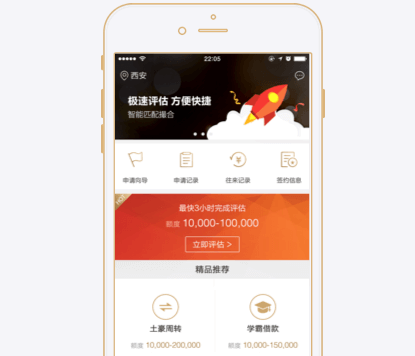 22:05
西安
极速评估 方便快捷
智能匹配撮合
申请向导 申请记录 往来记录 签约信息
最快3小时完成评估
额度 10,000-100,000
立即评估 >
精品推荐
土豪周转 学霸借款
额度 10,000-200,000 额度 10,000-150,000